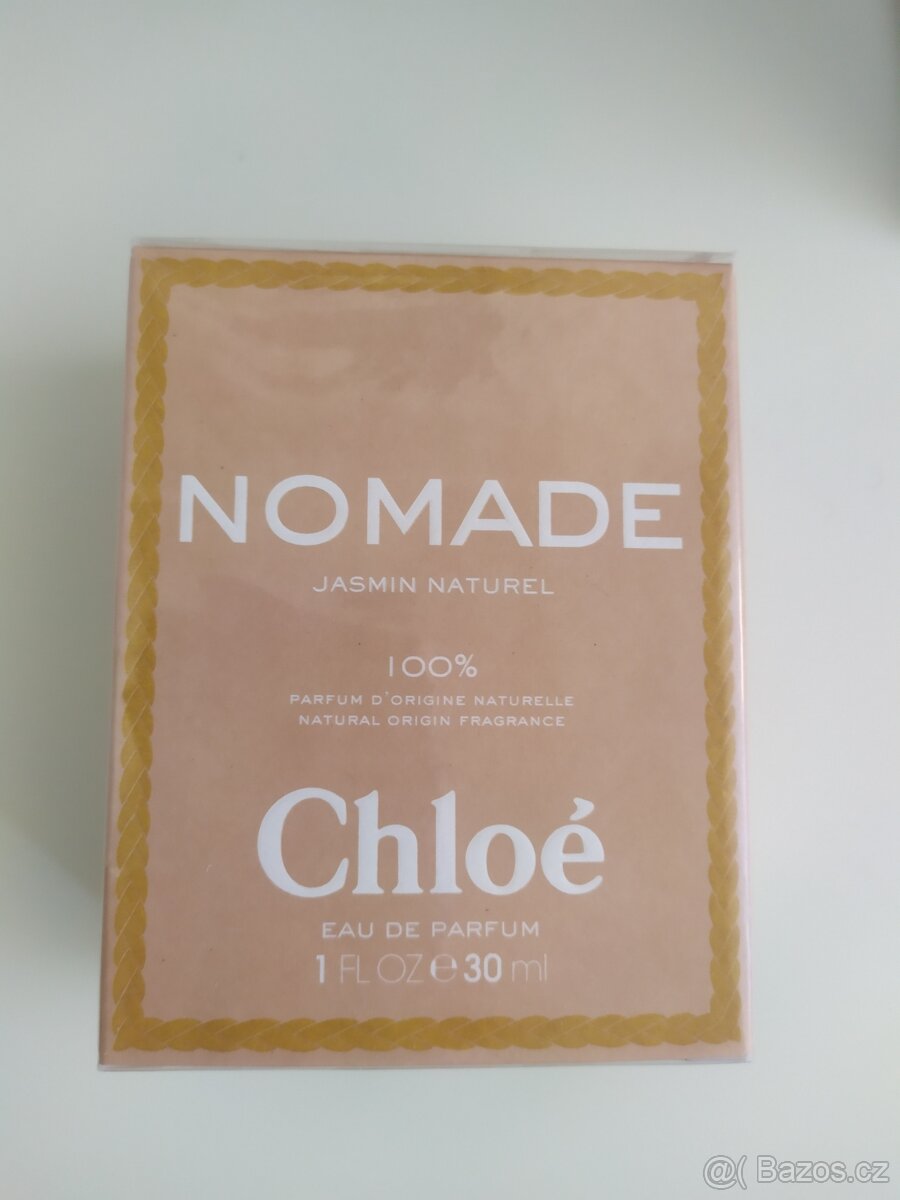 NOMADE
JASMIN NATUREL
100%
PARFUM D'ORIGINE NATURELLE
NATURAL ORIGIN FRAGRANCE
Chloé
EAU DE PARFUM
1 FL OZ e 30 ml
@( Bazos.cz